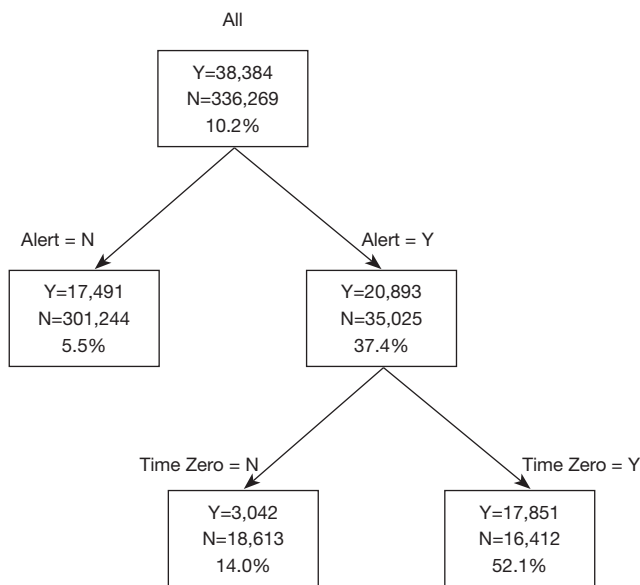 All
Y=38,384
N=336,269
10.2%
Alert = N
Alert = Y
Y=17,491
N=301,244
5.5%
Y=20,893
N=35,025
37.4%
Time Zero = N
Time Zero = Y
Y=3,042
N=18,613
14.0%
Y=17,851
N=16,412
52.1%